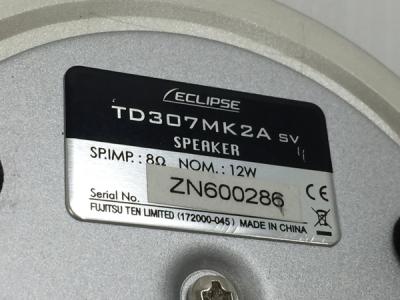 ECLIPSE
TD307MK2A SV
SPEAKER
SP.IMP. : 8Ω NOM. : 12W
Serial No. ZN600286
CE
FUJITSU TEN LIMITED (172000-045) MADE IN CHINA